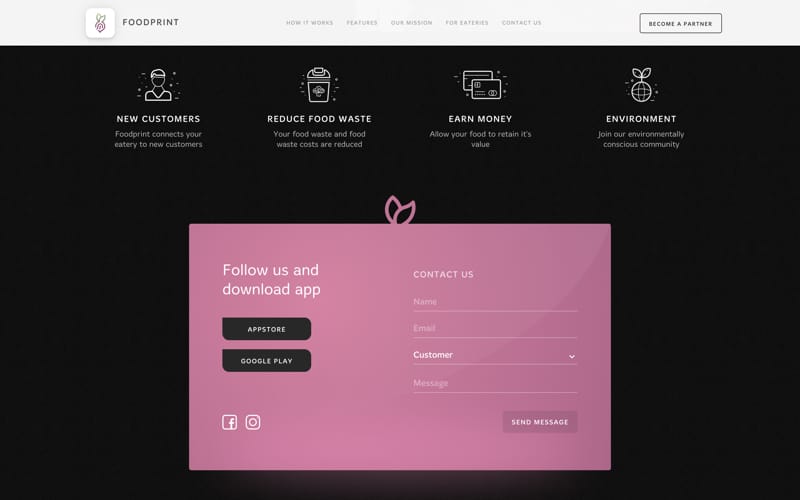 FOODPRINT
HOW IT WORKS
FEATURES
OUR MISSION
FOR EATERIES
CONTACT US
BECOME A PARTNER
NEW CUSTOMERS
Foodprint connects your
eatery to new customers
REDUCE FOOD WASTE
Your food waste and food
waste costs are reduced
EARN MONEY
Allow your food to retain it's
value
ENVIRONMENT
Join our environmentally
conscious community
Follow us and
download app
APPSTORE
GOOGLE PLAY
CONTACT US
Name
Email
Customer
Message
SEND MESSAGE